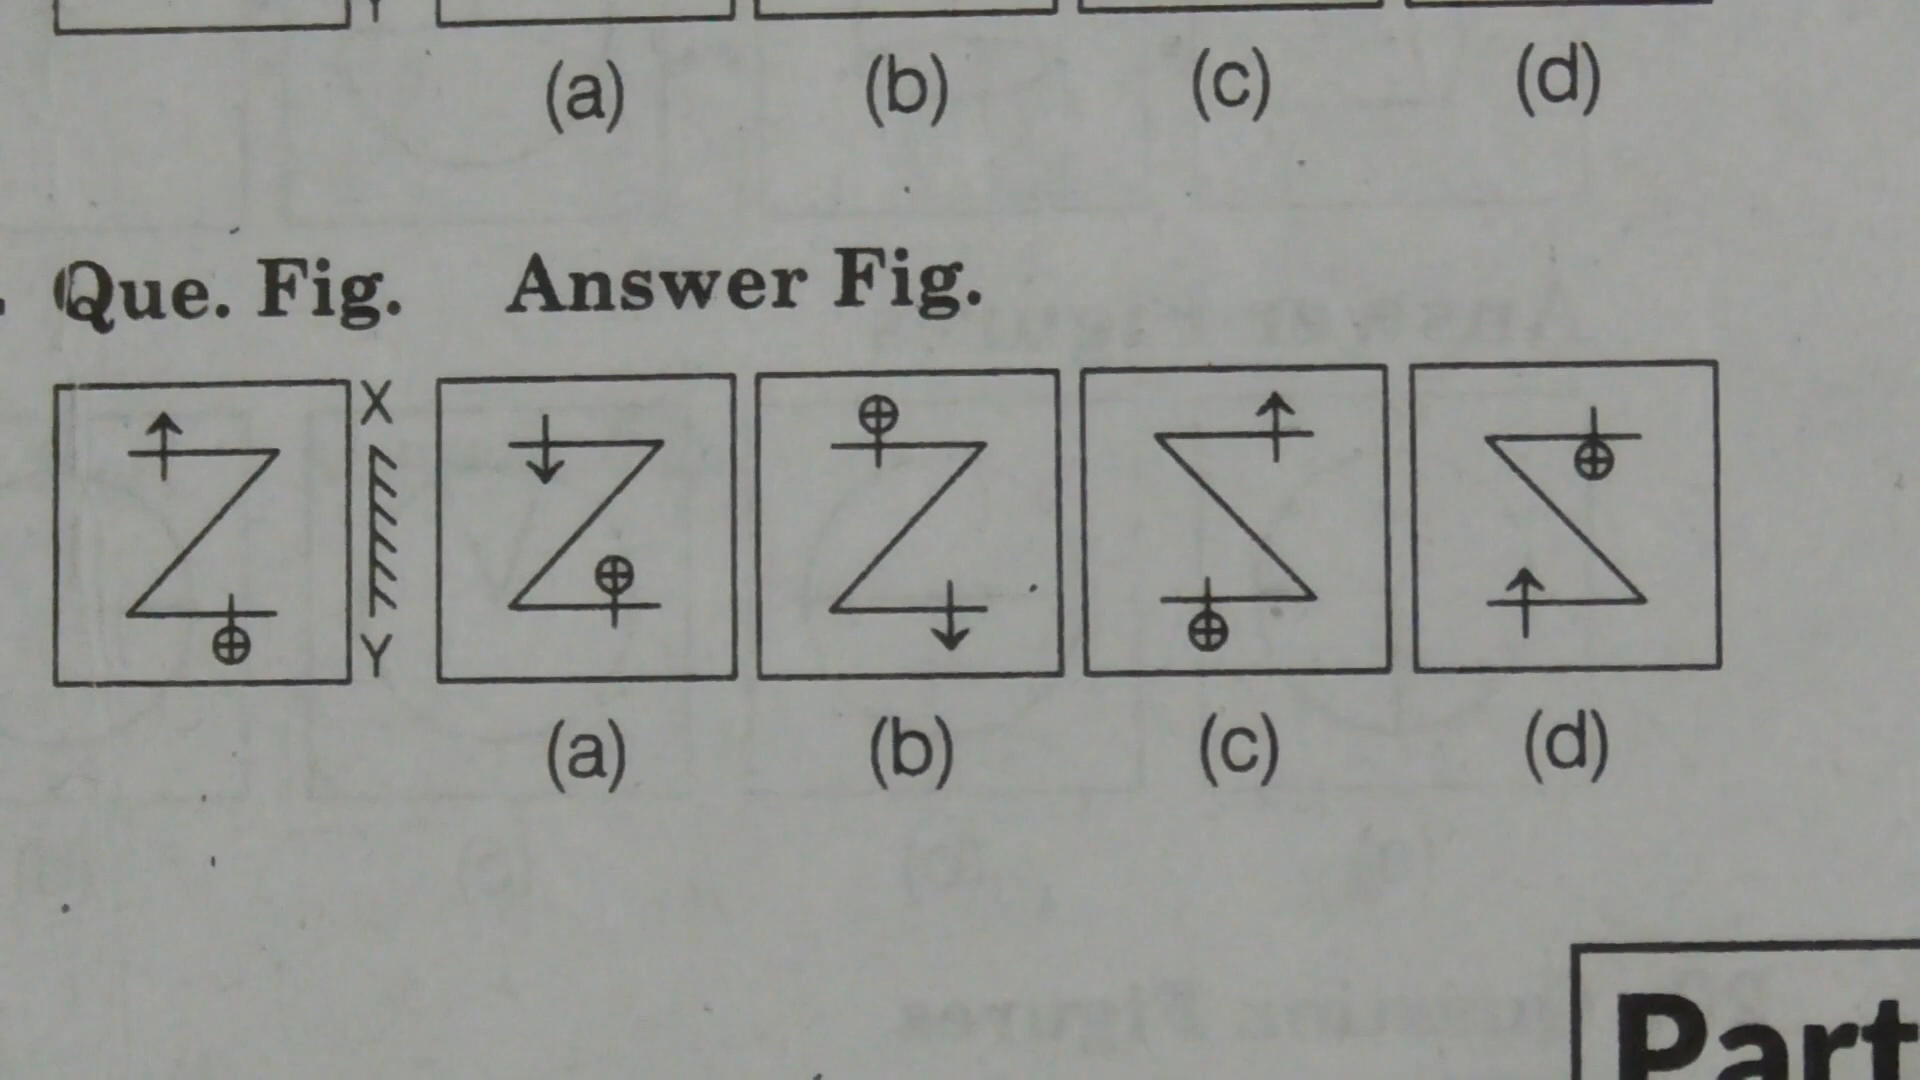 (a) (b) (c) (d)
. Que. Fig. Answer Fig.
X
Y
(a) (b) (c) (d)
Part